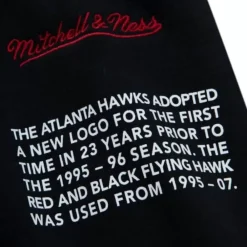 Mitchell & Ness
THE ATLANTA HAWKS ADOPTED
A NEW LOGO FOR THE FIRST
TIME IN 23 YEARS PRIOR TO
THE 1995 - 96 SEASON. THE
RED AND BLACK FLYING HAWK
WAS USED FROM 1995 - 07.